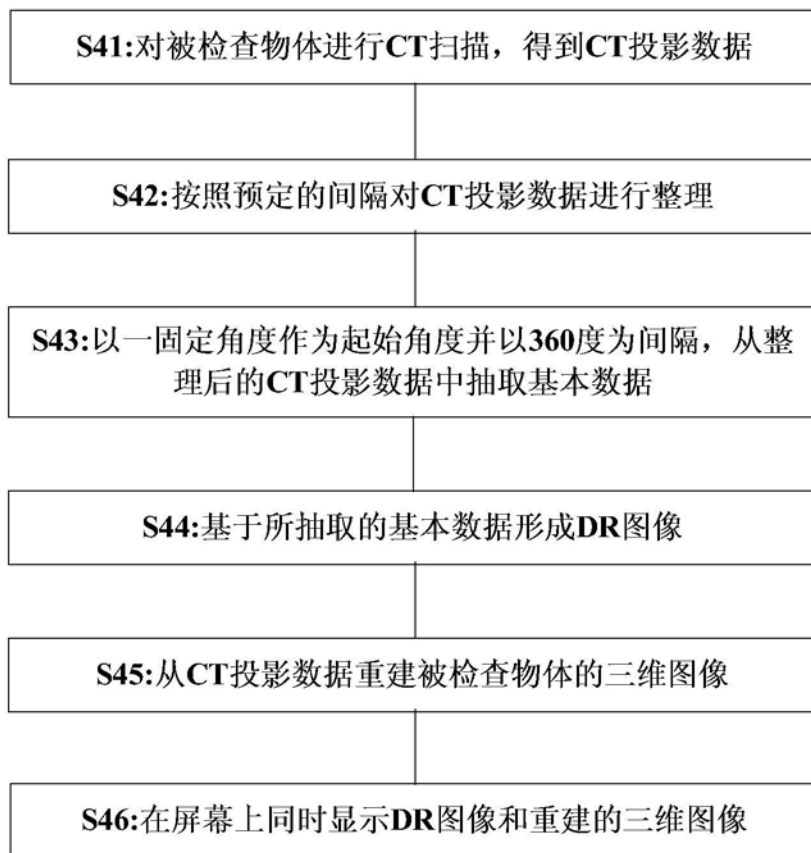 S41:对被检查物体进行CT扫描，得到CT投影数据
S42:按照预定的间隔对CT投影数据进行整理
S43:以一固定角度作为起始角度并以360度为间隔，从整
理后的CT投影数据中抽取基本数据
S44:基于所抽取的基本数据形成DR图像
S45:从CT投影数据重建被检查物体的三维图像
S46:在屏幕上同时显示DR图像和重建的三维图像